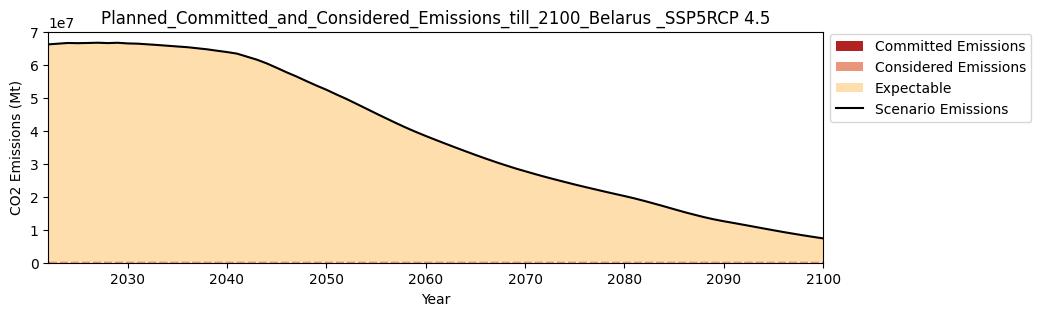 Planned_Committed_and_Considered_Emissions_till_2100_Belarus _SSP5RCP 4.5
1e7
7
6
5
4
3
2
1
0
CO2 Emissions (Mt)
2030 2040 2050 2060 2070 2080 2090 2100
Year
Committed Emissions
Considered Emissions
Expectable
Scenario Emissions